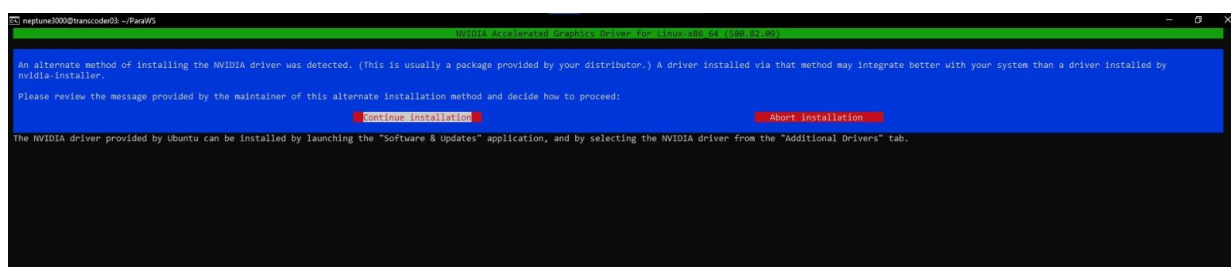 neptune3000@transcoder03: ~/ParaWS
NVIDIA Accelerated Graphics Driver for Linux-x86_64 (580.82.09)
An alternate method of installing the NVIDIA driver was detected. (This is usually a package provided by your distributor.) A driver installed via that method may integrate better with your system than a driver installed by
nvidia-installer.
Please review the message provided by the maintainer of this alternate installation method and decide how to proceed:
Continue installation
Abort installation
The NVIDIA driver provided by Ubuntu can be installed by launching the "Software & Updates" application, and by selecting the NVIDIA driver from the "Additional Drivers" tab.